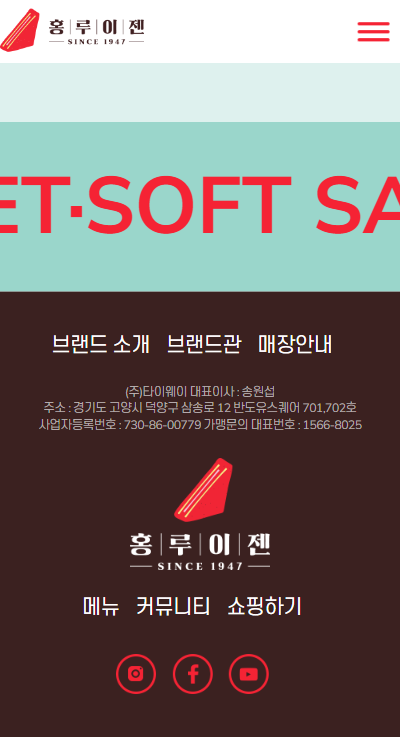 홍루이젠
SINCE 1947
ET·SOFT SA
브랜드 소개 브랜드관 매장안내
(주)타이웨이 대표이사 : 송원섭
주소 : 경기도 고양시 덕양구 삼송로 12 반도유스퀘어 701,702호
사업자등록번호 : 730-86-00779 가맹문의 대표번호 : 1566-8025
홍루이젠
SINCE 1947
메뉴 커뮤니티 쇼핑하기